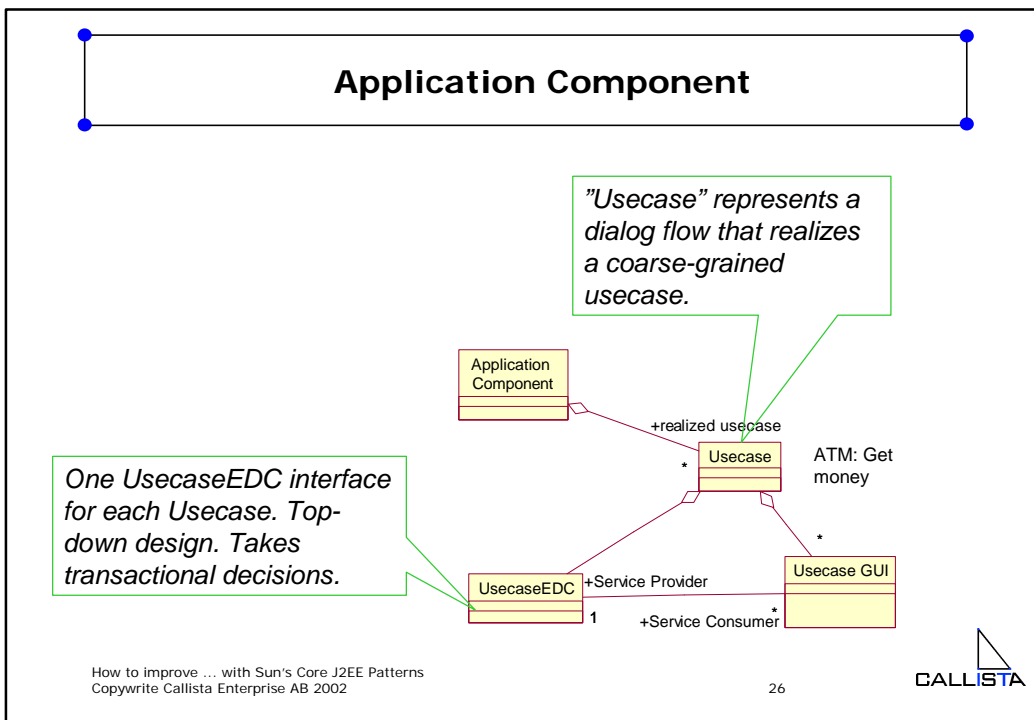 Application Component
”Usecase” represents a
dialog flow that realizes
a coarse-grained
usecase.
Application
Component
+realized usecase
*
Usecase
ATM: Get
money
One UsecaseEDC interface
for each Usecase. Top-
down design. Takes
transactional decisions.
*
UsecaseEDC
+Service Provider
Usecase GUI
1
+Service Consumer
*
How to improve ... with Sun's Core J2EE Patterns
Copywrite Callista Enterprise AB 2002
26
CALLISTA